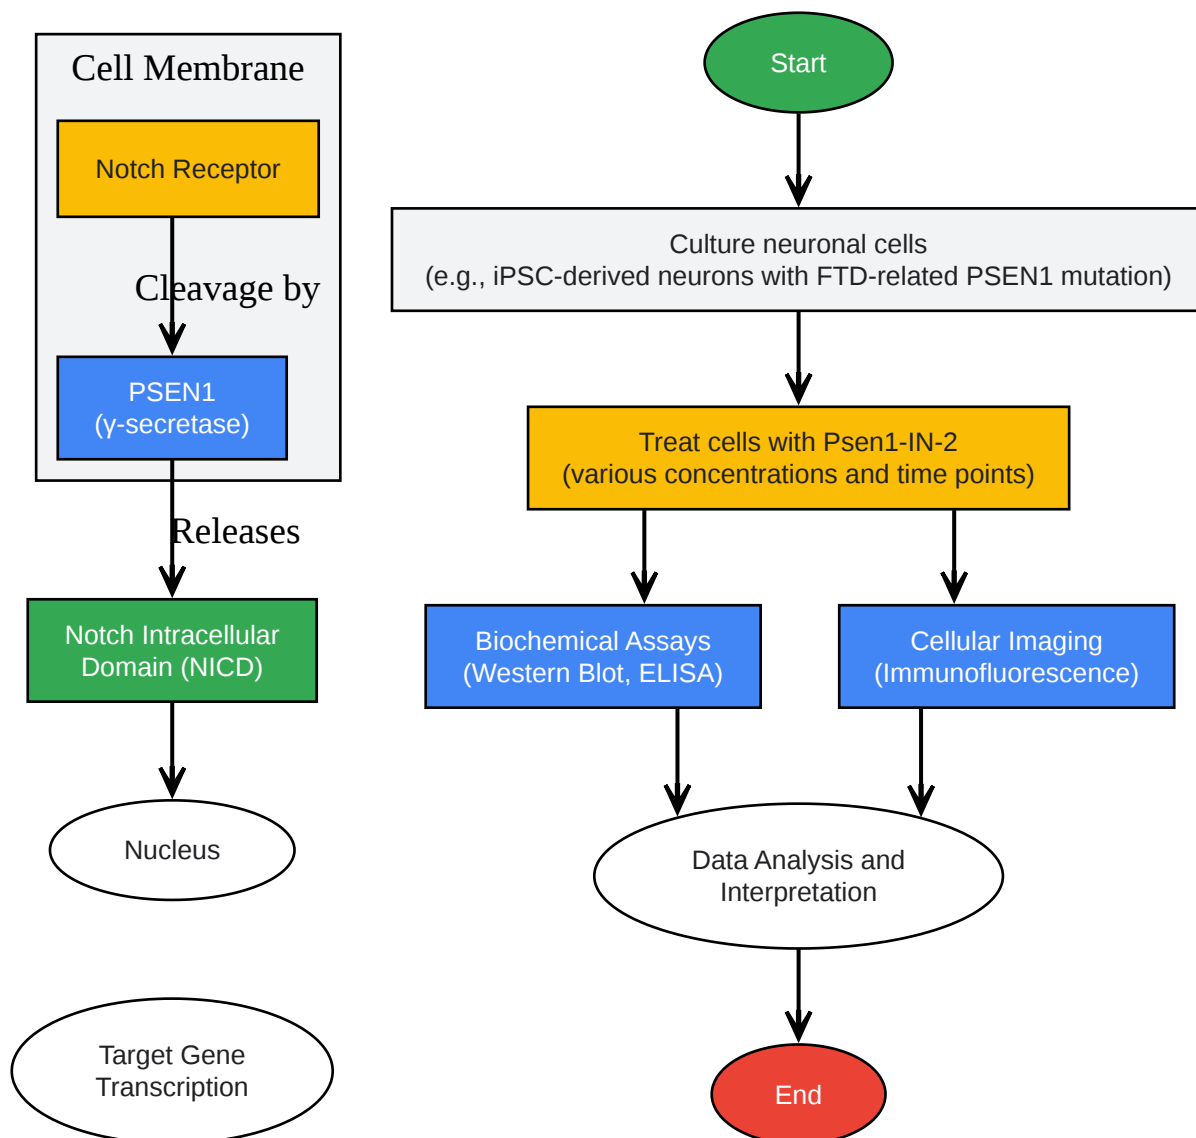 Cell Membrane
Notch Receptor
Cleavage by
PSEN1
(γ-secretase)
Releases
Notch Intracellular
Domain (NICD)
Nucleus
Target Gene
Transcription
Start
Culture neuronal cells
(e.g., iPSC-derived neurons with FTD-related PSEN1 mutation)
Treat cells with Psen1-IN-2
(various concentrations and time points)
Biochemical Assays
(Western Blot, ELISA)
Cellular Imaging
(Immunofluorescence)
Data Analysis and
Interpretation
End